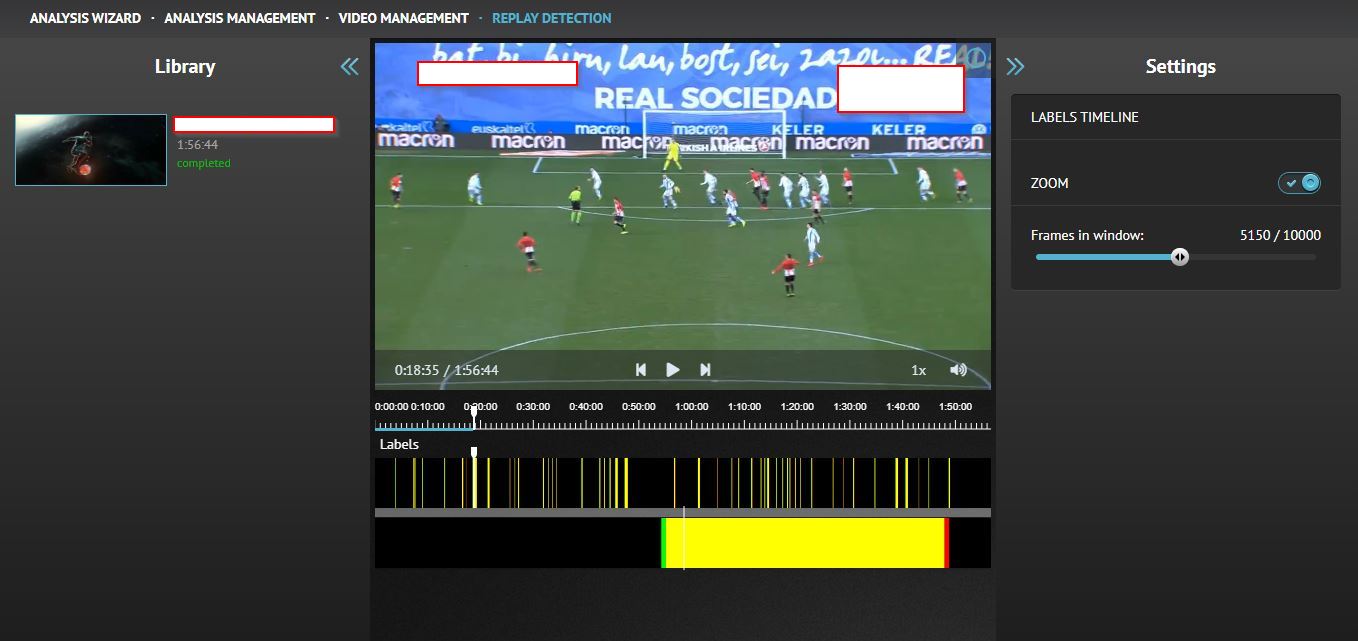 ANALYSIS WIZARD · ANALYSIS MANAGEMENT · VIDEO MANAGEMENT · REPLAY DETECTION
Library
1:56:44
completed
bat, bi, hiru, lau, bost, sei, zazpi... REAL
REAL SOCIEDAD
euskaltel euskaltel macron macron KELER KELER
macron macron macron macron macron
0:18:35 / 1:56:44
1x
0:00:00 0:10:00 0:20:00 0:30:00 0:40:00 0:50:00 1:00:00 1:10:00 1:20:00 1:30:00 1:40:00 1:50:00
Labels
Settings
LABELS TIMELINE
ZOOM
Frames in window: 5150 / 10000